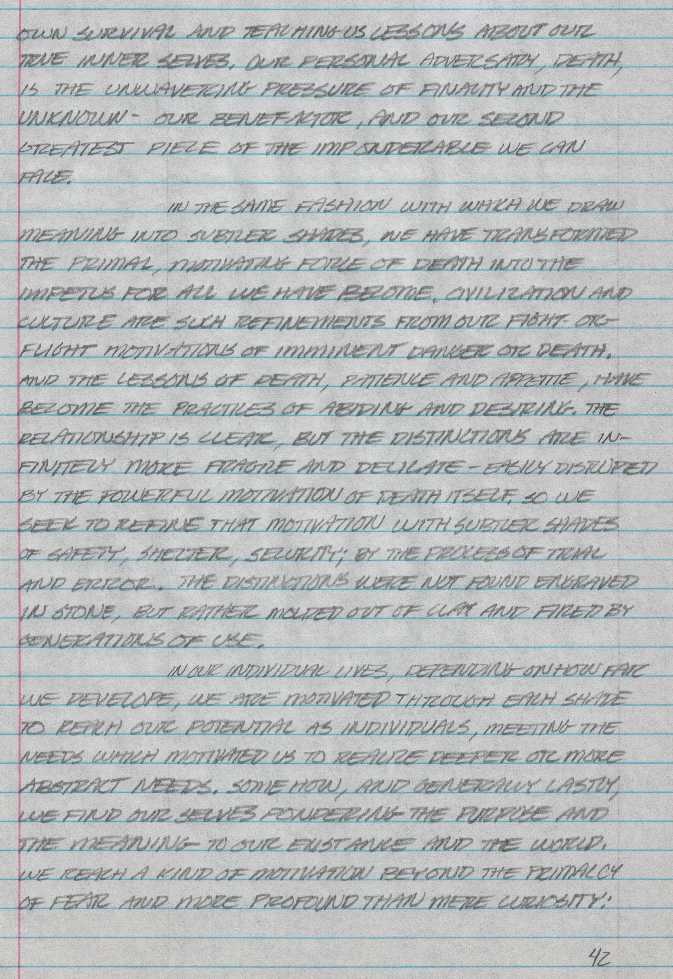 OWN SURVIVAL AND TEACHING US LESSONS ABOUT OUR
TRUE INNER SELVES. OUR PERSONAL ADVERSARY, DEATH,
IS THE UNWAVERING PRESSURE OF FINALITY AND THE
UNKNOWN - OUR BENEFACTOR, AND OUR SECOND
GREATEST PIECE OF THE IMPONDERABLE WE CAN
FACE.
IN THE SAME FASHION WITH WHICH WE DRAW
MEANING INTO SUBTLER SHADES, WE HAVE TRANSFORMED
THE PRIMAL, MOTIVATING FORCE OF DEATH INTO THE
IMPETUS FOR ALL WE HAVE BECOME. CIVILIZATION AND
CULTURE ARE SUCH REFINEMENTS FROM OUR FIGHT-OR-
FLIGHT MOTIVATIONS OF IMMINENT DANGER OR DEATH.
AND THE LESSONS OF DEATH, PATIENCE AND APPETITE, HAVE
BECOME THE PRACTICES OF ABIDING AND DESIRING. THE
RELATIONSHIP IS CLEAR, BUT THE DISTINCTIONS ARE IN-
FINITELY MORE FRAGILE AND DELICATE - EASILY DISRUPTED
BY THE POWERFUL MOTIVATION OF DEATH ITSELF. SO WE
SEEK TO REFINE THAT MOTIVATION WITH SUBTLER SHADES
OF SAFETY, SHELTER, SECURITY; BY THE PROCESS OF TRIAL
AND ERROR. THE DISTINCTIONS WERE NOT FOUND ENGRAVED
IN STONE, BUT RATHER MOLDED OUT OF CLAY AND FIRED BY
GENERATIONS OF USE.
IN OUR INDIVIDUAL LIVES, DEPENDING ON HOW FAR
WE DEVELOPE, WE ARE MOTIVATED THROUGH EACH SHADE
TO REACH OUR POTENTIAL AS INDIVIDUALS, MEETING THE
NEEDS WHICH MOTIVATED US TO REALIZE DEEPER OR MORE
ABSTRACT NEEDS. SOMEHOW, AND GENERALLY LASTLY,
WE FIND OUR SELVES PONDERING THE PURPOSE AND
THE MEANING TO OUR EXISTANCE AND THE WORLD.
WE REACH A KIND OF MOTIVATION BEYOND THE PRIMALCY
OF FEAR AND MORE PROFOUND THAN MERE CURIOSITY:
42